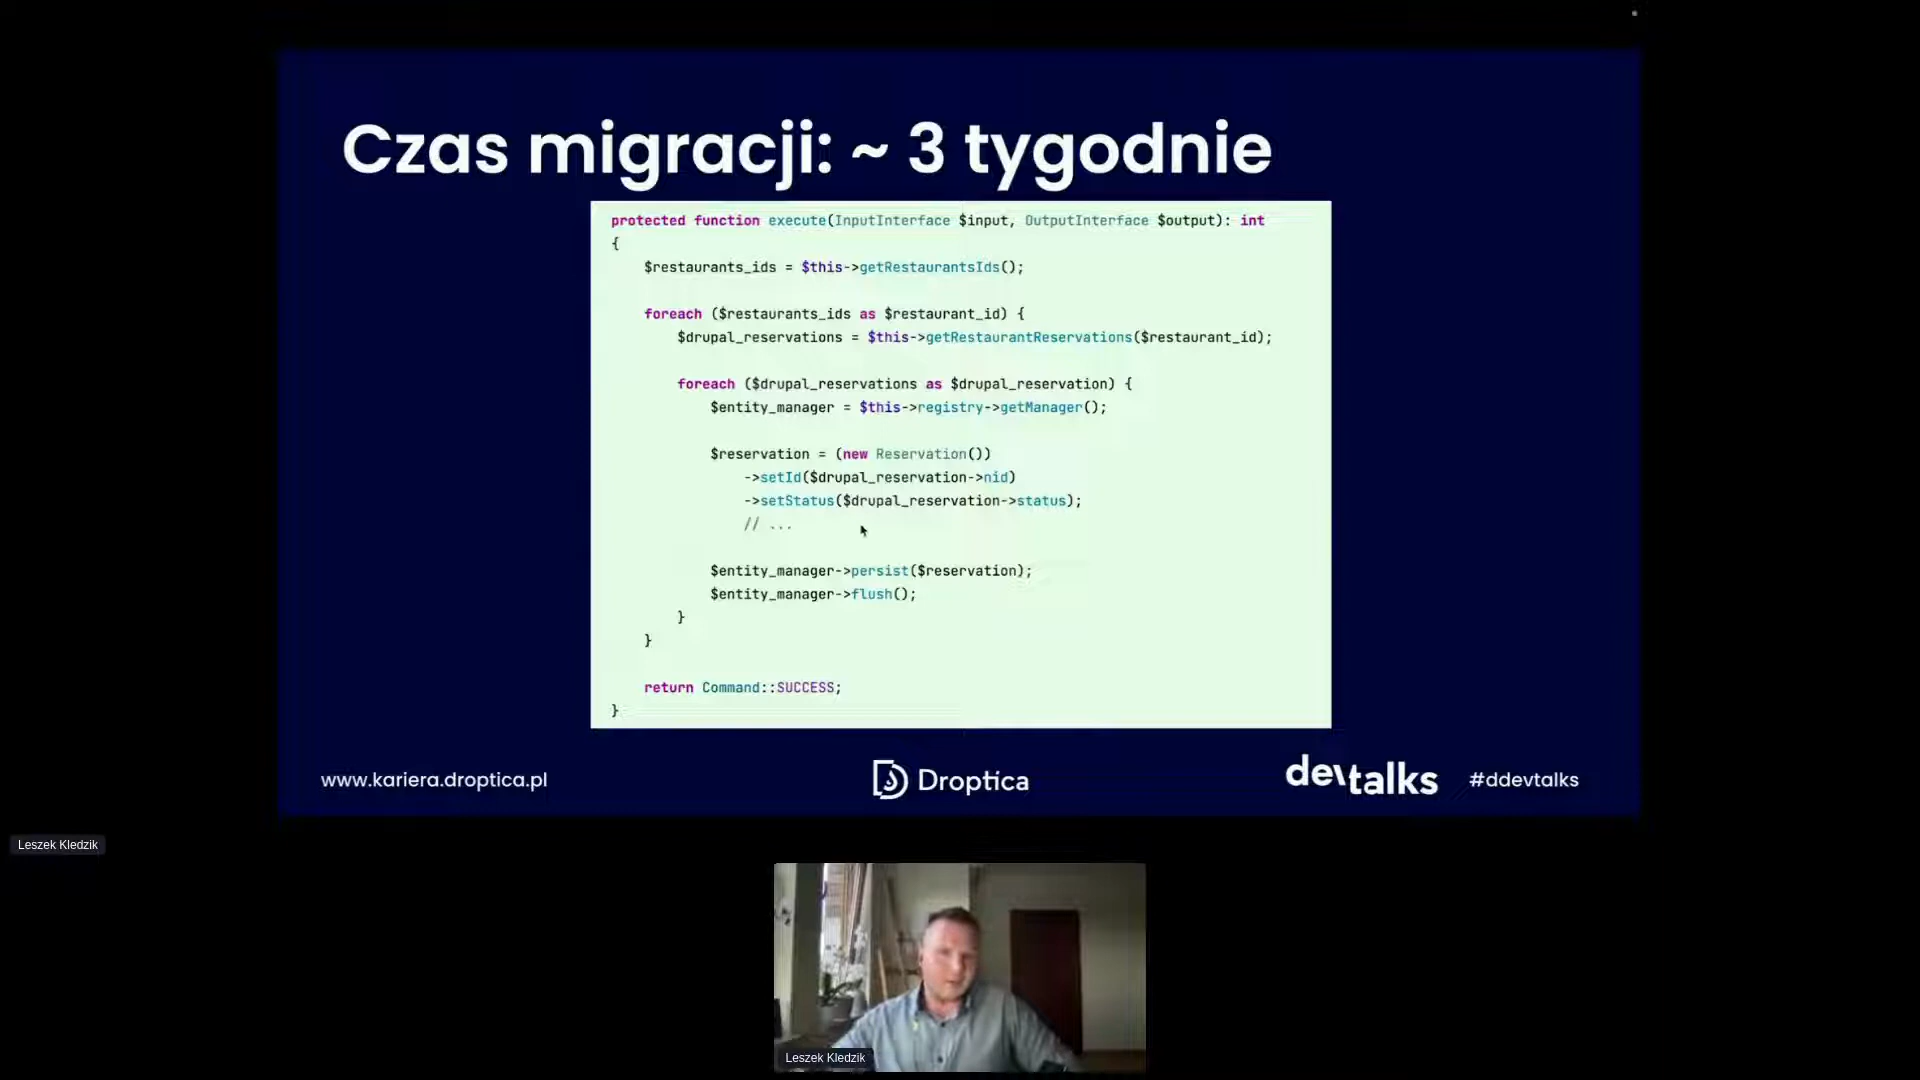 Czas migracji: ~ 3 tygodnie
protected function execute(InputInterface $input, OutputInterface $output): int
{
$restaurants_ids = $this->getRestaurantsIds();
foreach ($restaurants_ids as $restaurant_id) {
$drupal_reservations = $this->getRestaurantReservations($restaurant_id);
foreach ($drupal_reservations as $drupal_reservation) {
$entity_manager = $this->registry->getManager();
$reservation = (new Reservation())
->setId($drupal_reservation->nid)
->setStatus($drupal_reservation->status);
// ...
$entity_manager->persist($reservation);
$entity_manager->flush();
}
}
return Command::SUCCESS;
}
www.kariera.droptica.pl
Droptica
devtalks
#ddevtalks
Leszek Kledzik
Leszek Kledzik